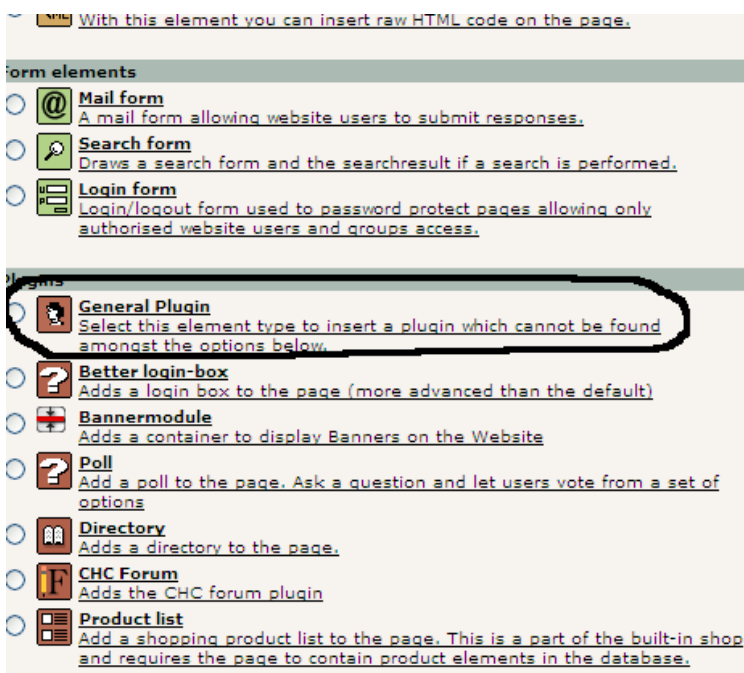 With this element you can insert raw HTML code on the page.
Form elements
@ Mail form
A mail form allowing website users to submit responses.
Search form
Draws a search form and the searchresult if a search is performed.
Login form
Login/logout form used to password protect pages allowing only
authorised website users and groups access.
Plugins
General Plugin
Select this element type to insert a plugin which cannot be found
amongst the options below.
? Better login-box
Adds a login box to the page (more advanced than the default)
Bannermodule
Adds a container to display Banners on the Website
? Poll
Add a poll to the page. Ask a question and let users vote from a set of
options
Directory
Adds a directory to the page.
iF CHC Forum
Adds the CHC forum plugin
Product list
Add a shopping product list to the page. This is a part of the built-in shop
and requires the page to contain product elements in the database.